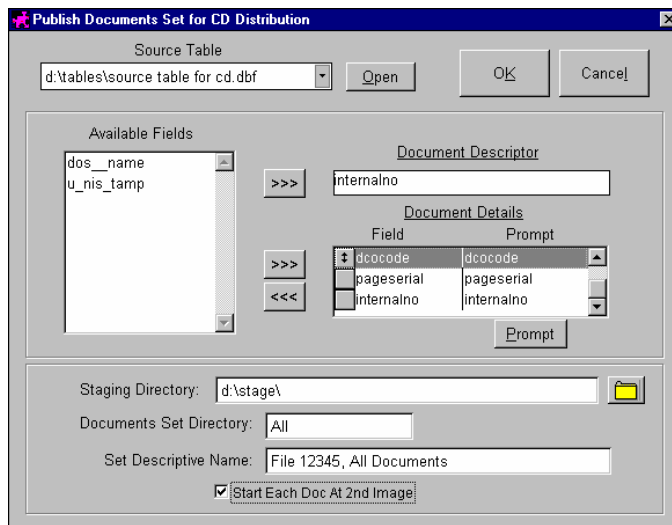 Publish Documents Set for CD Distribution
Source Table
d:\tables\source table for cd.dbf
Open
OK
Cancel
Available Fields
dos__name
u_nis_tamp
>>>
Document Descriptor
internalno
Document Details
Field Prompt
>>>
<<<
dcocode dcocode
pageserial pageserial
internalno internalno
Prompt
Staging Directory: d:\stage\
Documents Set Directory: All
Set Descriptive Name: File 12345, All Documents
Start Each Doc At 2nd Image